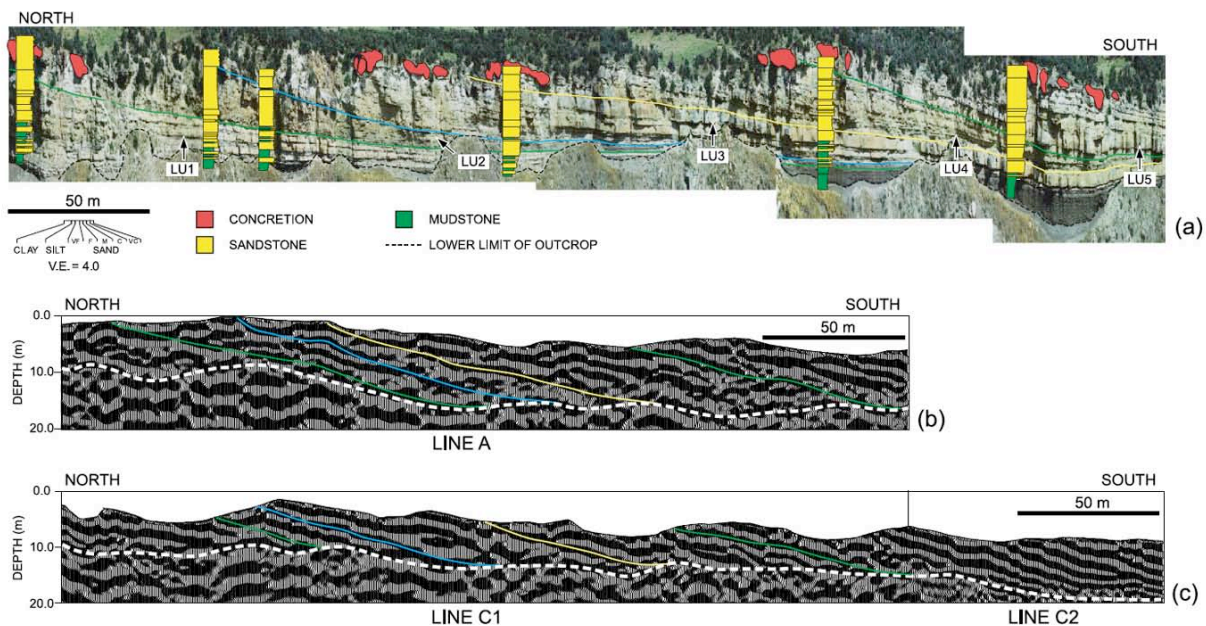 NORTH
SOUTH
LU1
LU2
LU3
LU4
LU5
50 m
CLAY SILT VF F M C VC
SAND
V.E. = 4.0
CONCRETION
SANDSTONE
MUDSTONE
LOWER LIMIT OF OUTCROP
(a)
NORTH
SOUTH
50 m
DEPTH (m)
0.0
10.0
20.0
LINE A
(b)
NORTH
SOUTH
50 m
DEPTH (m)
0.0
10.0
20.0
LINE C1
LINE C2
(c)